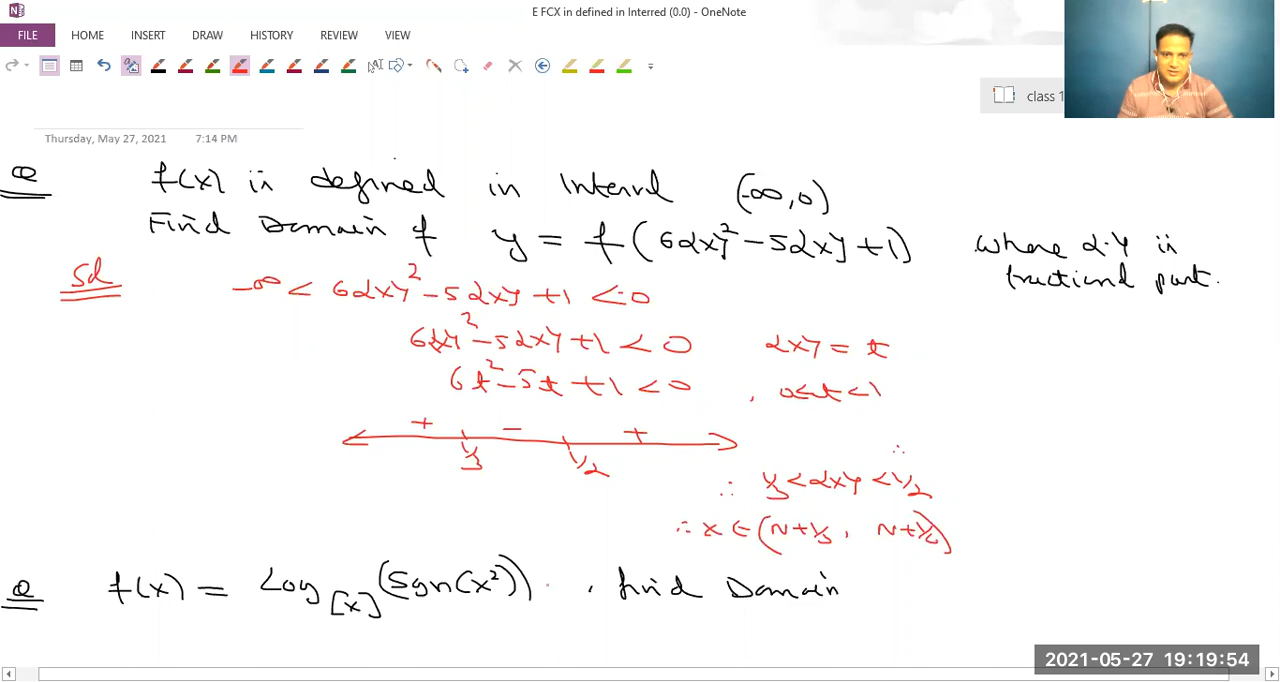 E FCX in defined in Interred (0.0) - OneNote
FILE HOME INSERT DRAW HISTORY REVIEW VIEW
class 1
Thursday, May 27, 2021 7:14 PM
Q f(x) is defined in Interval (-∞, 0)
Find Domain of y = f(6{x}² - 5{x} + 1) where {·} is
fractional part.
Sol -∞ < 6{x}² - 5{x} + 1 < 0
6{x}² - 5{x} + 1 < 0 {x} = t
6t² - 5t + 1 < 0 , 0<t<1
+ - +
1/3 1/2
∴
∴ 1/3 < {x} < 1/2
∴ x ∈ (n+1/3, n+1/2)
Q f(x) = Log[x] (Sgn(x²)) , find Domain
2021-05-27 19:19:54